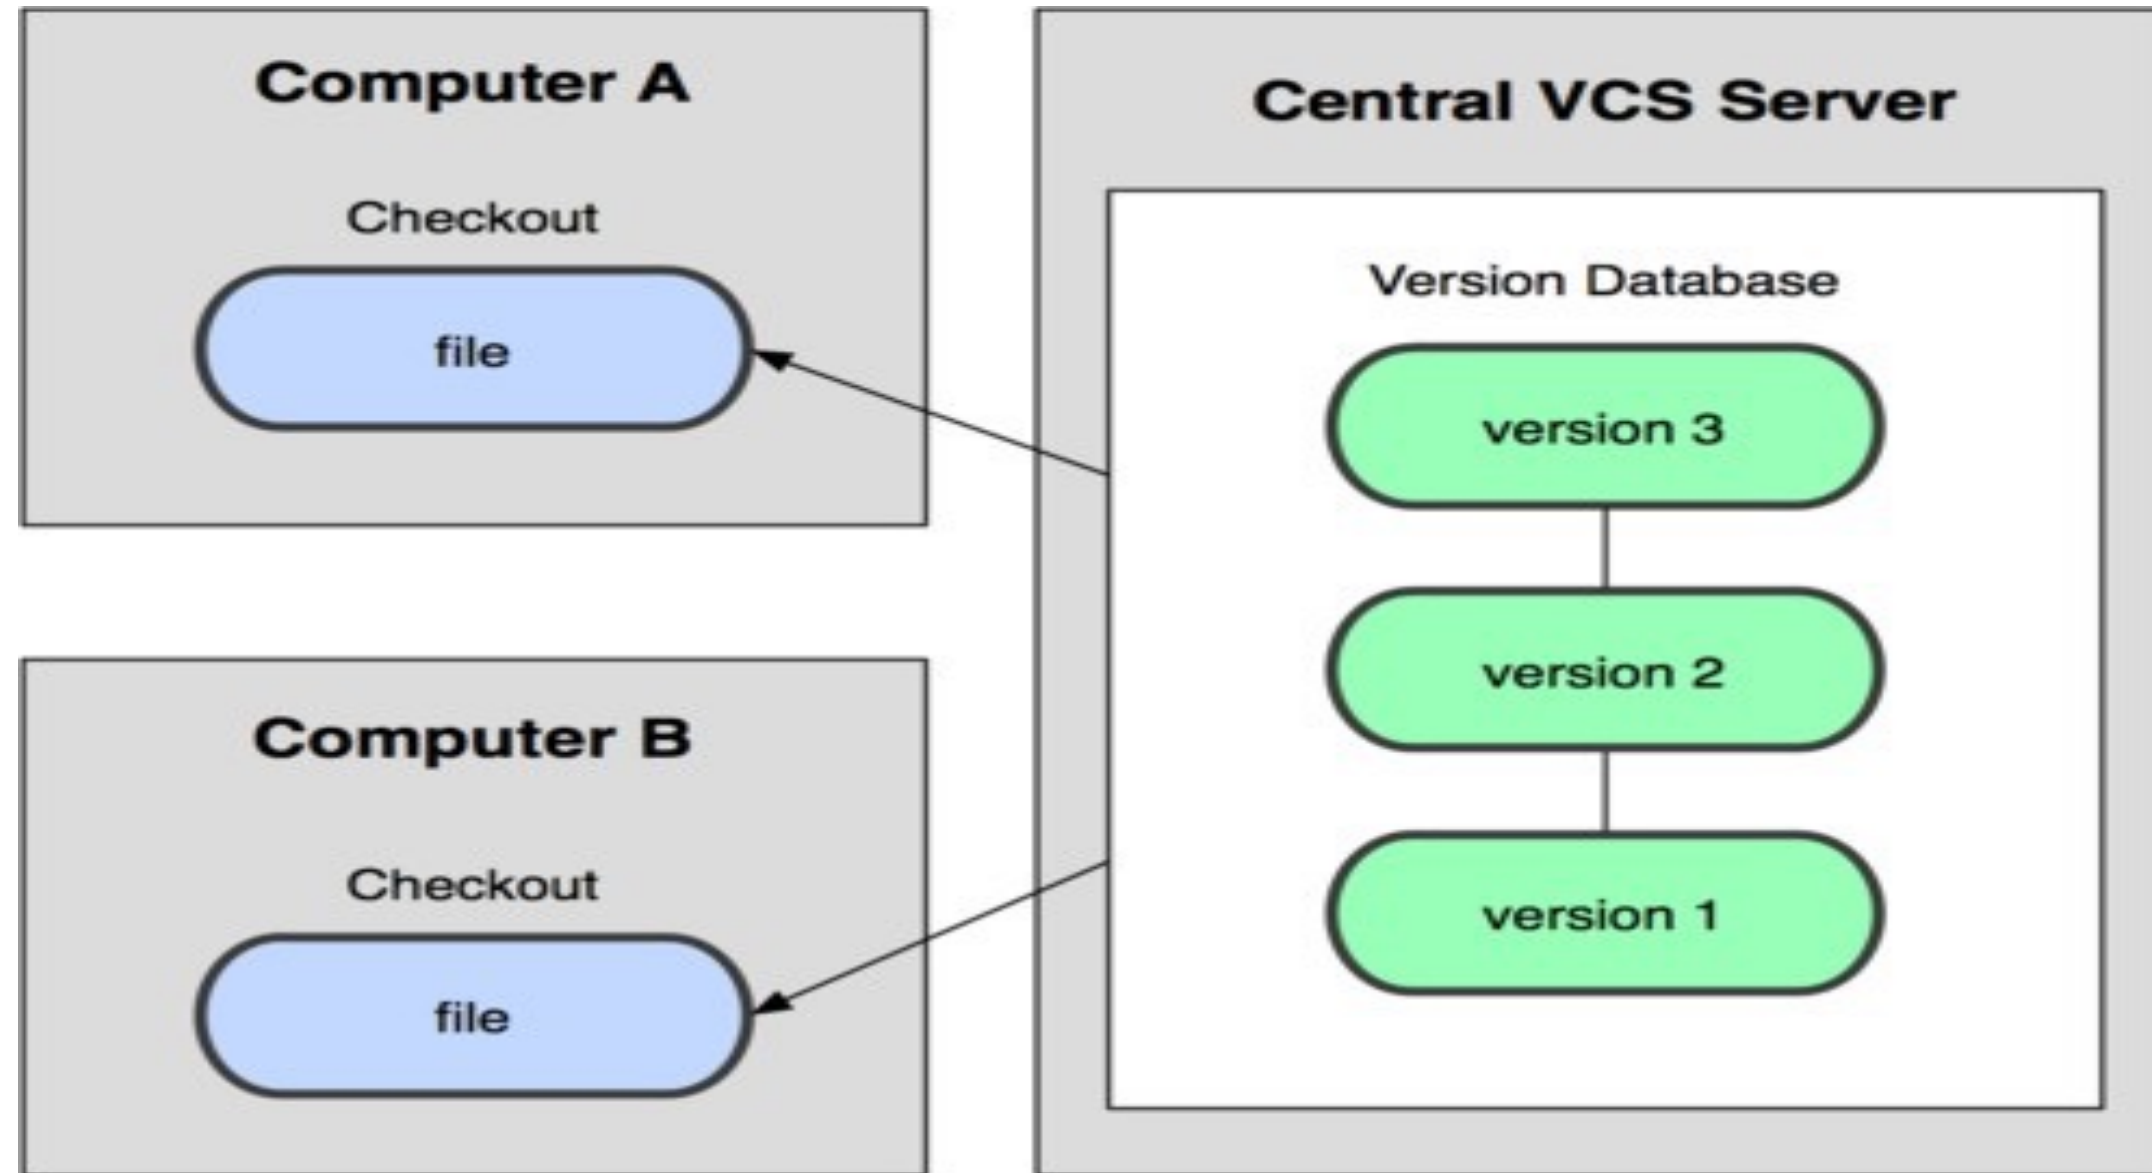 Computer A
Checkout
file
Computer B
Checkout
file
Central VCS Server
Version Database
version 3
version 2
version 1